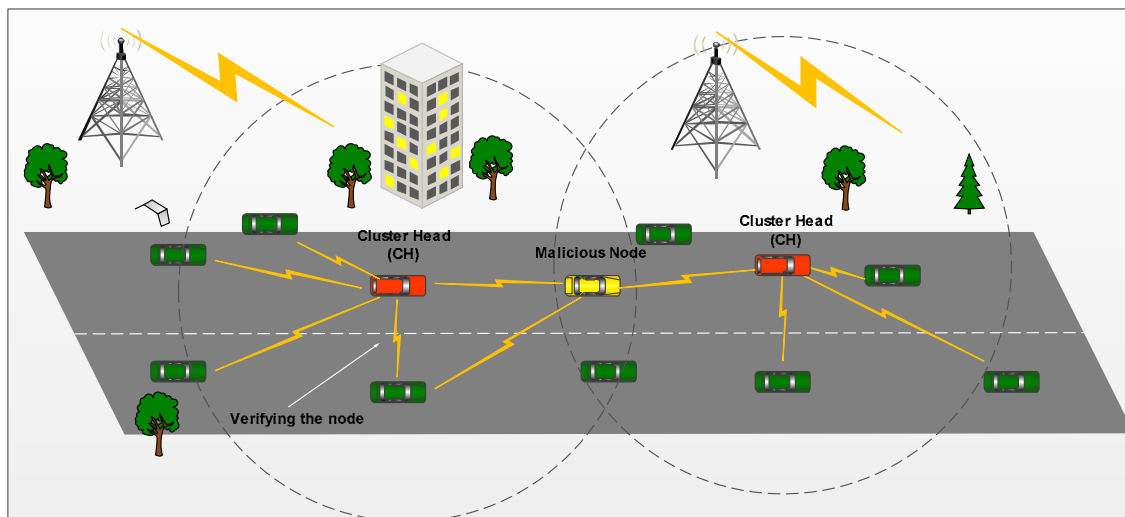 Cluster Head
(CH)
Malicious Node
Cluster Head
(CH)
Verifying the node